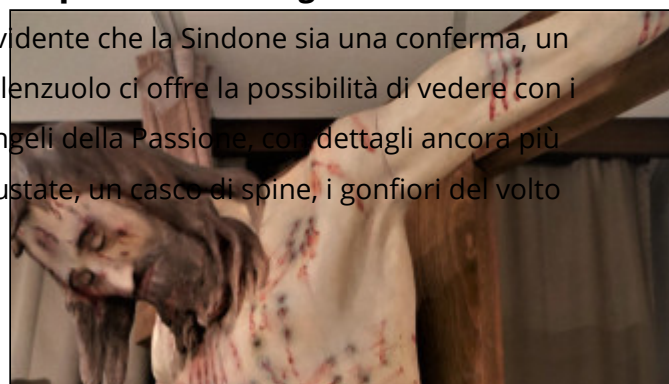 vidente che la Sindone sia una conferma, un
lenzuolo ci offre la possibilità di vedere con i
ngeli della Passione, con dettagli ancora più
ustate, un casco di spine, i gonfiori del volto